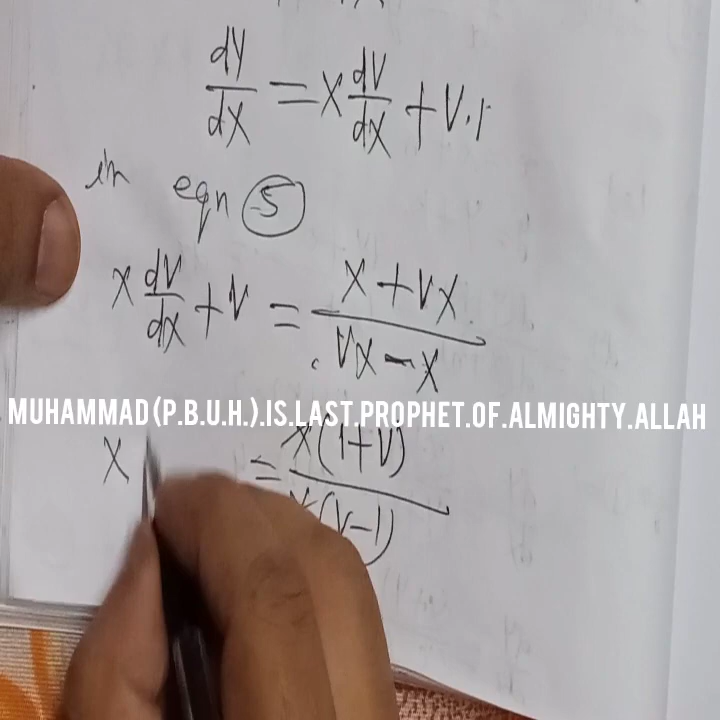 dy/dx = x dv/dx + v.1
in eqn 5
x dv/dx + v = x + vx / vx - x
MUHAMMAD(P.B.U.H.).IS.LAST.PROPHET.OF.ALMIGHTY.ALLAH
x = x(1+v) / x(v-1)